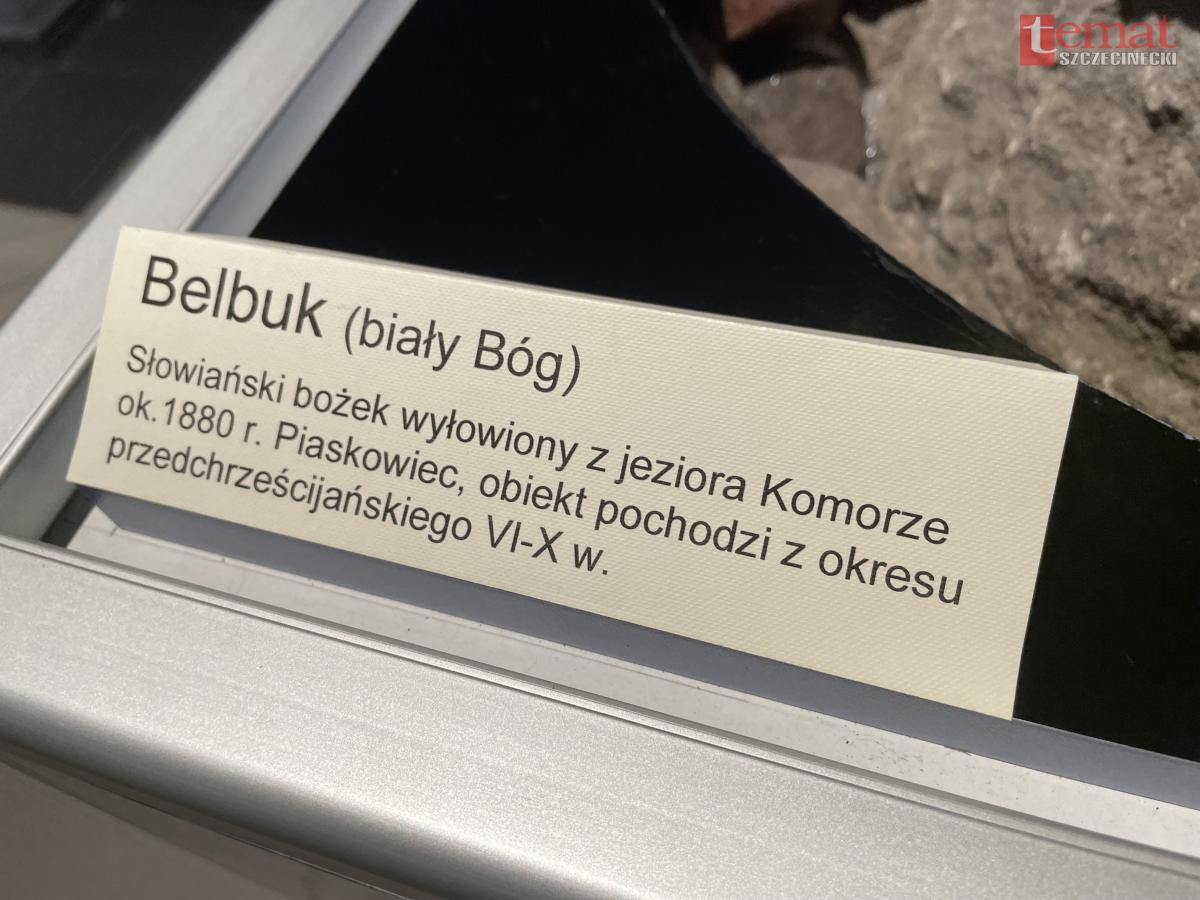 temat
SZCZECINECKI
Belbuk (biały Bóg)
Słowiański bożek wyłowiony z jeziora Komorze
ok.1880 r. Piaskowiec, obiekt pochodzi z okresu
przedchrześcijańskiego VI-X w.